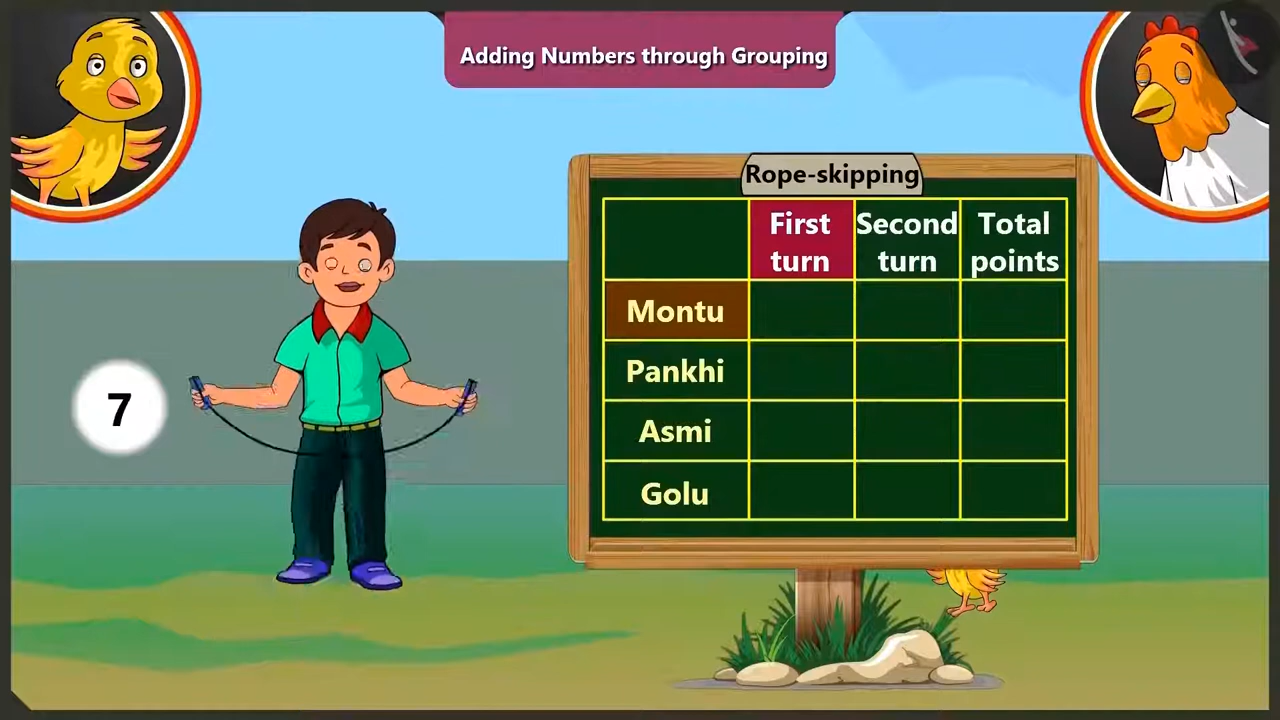 Adding Numbers through Grouping
Rope-skipping
First turn
Second turn
Total points
Montu
Pankhi
Asmi
Golu
7